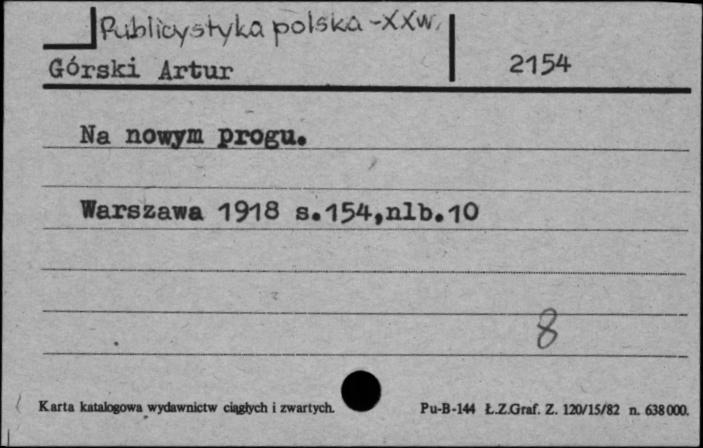 Publicystyka polska - XXw.
Górski Artur
2154
Na nowym progu.
Warszawa 1918 s.154,nlb.10
8
Karta katalogowa wydawnictw ciągłych i zwartych.
Pu-B-144 Ł.Z.Graf. Z. 120/15/82 n. 638000.